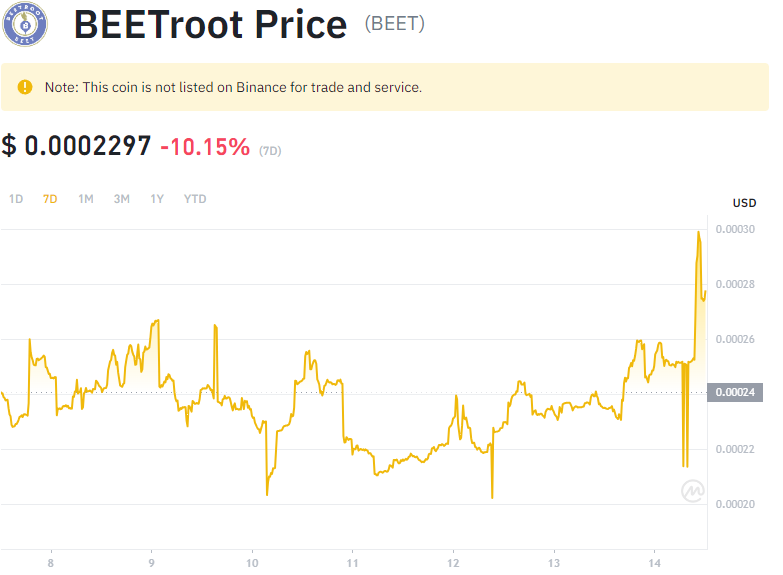 BEETROOT
BEET
BEETroot Price (BEET)
Note: This coin is not listed on Binance for trade and service.
$ 0.0002297 -10.15% (7D)
1D 7D 1M 3M 1Y YTD
USD
0.00030
0.00028
0.00026
0.00024
0.00022
0.00020
8 9 10 11 12 13 14